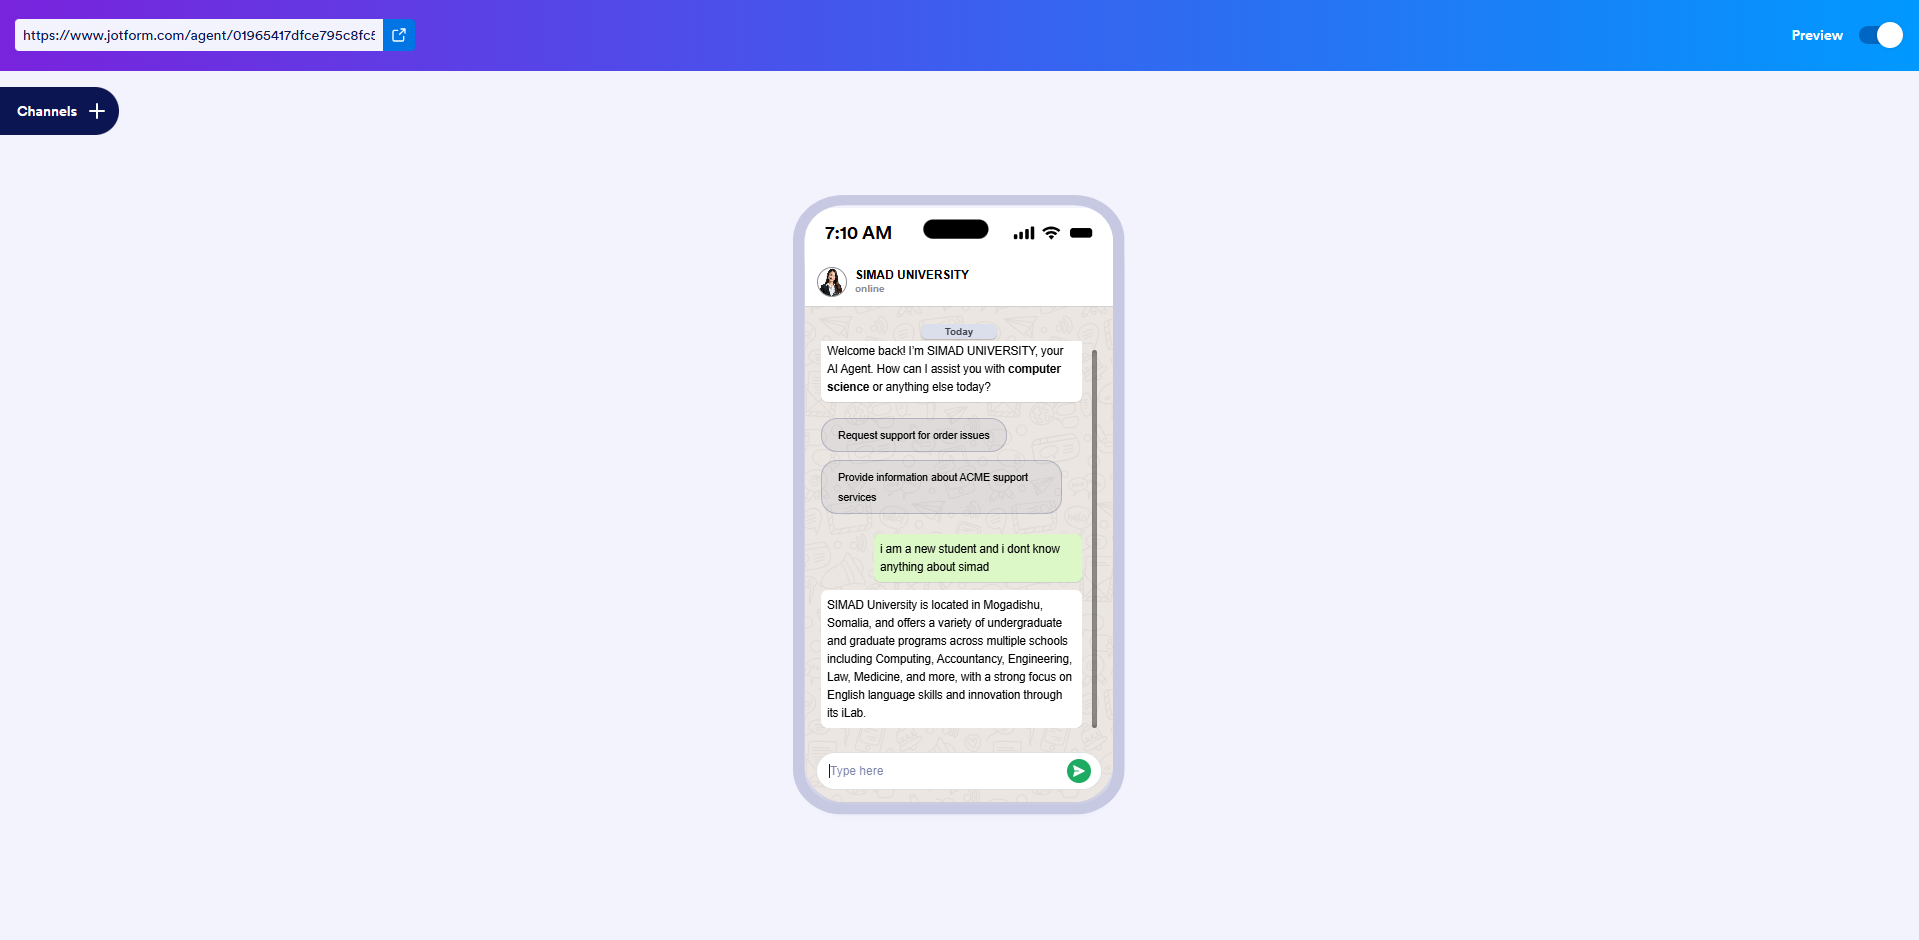 https://www.jotform.com/agent/01965417dfce795c8fc5
Preview
Channels
7:10 AM
SIMAD UNIVERSITY
online
Today
Welcome back! I'm SIMAD UNIVERSITY, your
AI Agent. How can I assist you with computer
science or anything else today?
Request support for order issues
Provide information about ACME support
services
i am a new student and i dont know
anything about simad
SIMAD University is located in Mogadishu,
Somalia, and offers a variety of undergraduate
and graduate programs across multiple schools
including Computing, Accountancy, Engineering,
Law, Medicine, and more, with a strong focus on
English language skills and innovation through
its iLab.
Type here